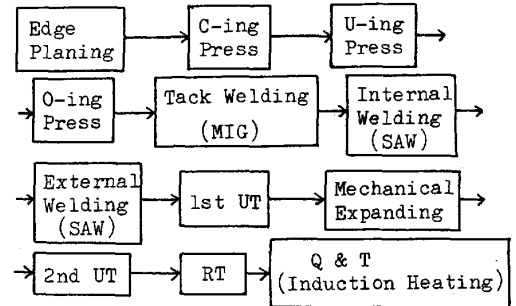 Edge
Planing
C-ing
Press
U-ing
Press
O-ing
Press
Tack Welding
(MIG)
Internal
Welding
(SAW)
External
Welding
(SAW)
1st UT
Mechanical
Expanding
2nd UT
RT
Q & T
(Induction Heating)